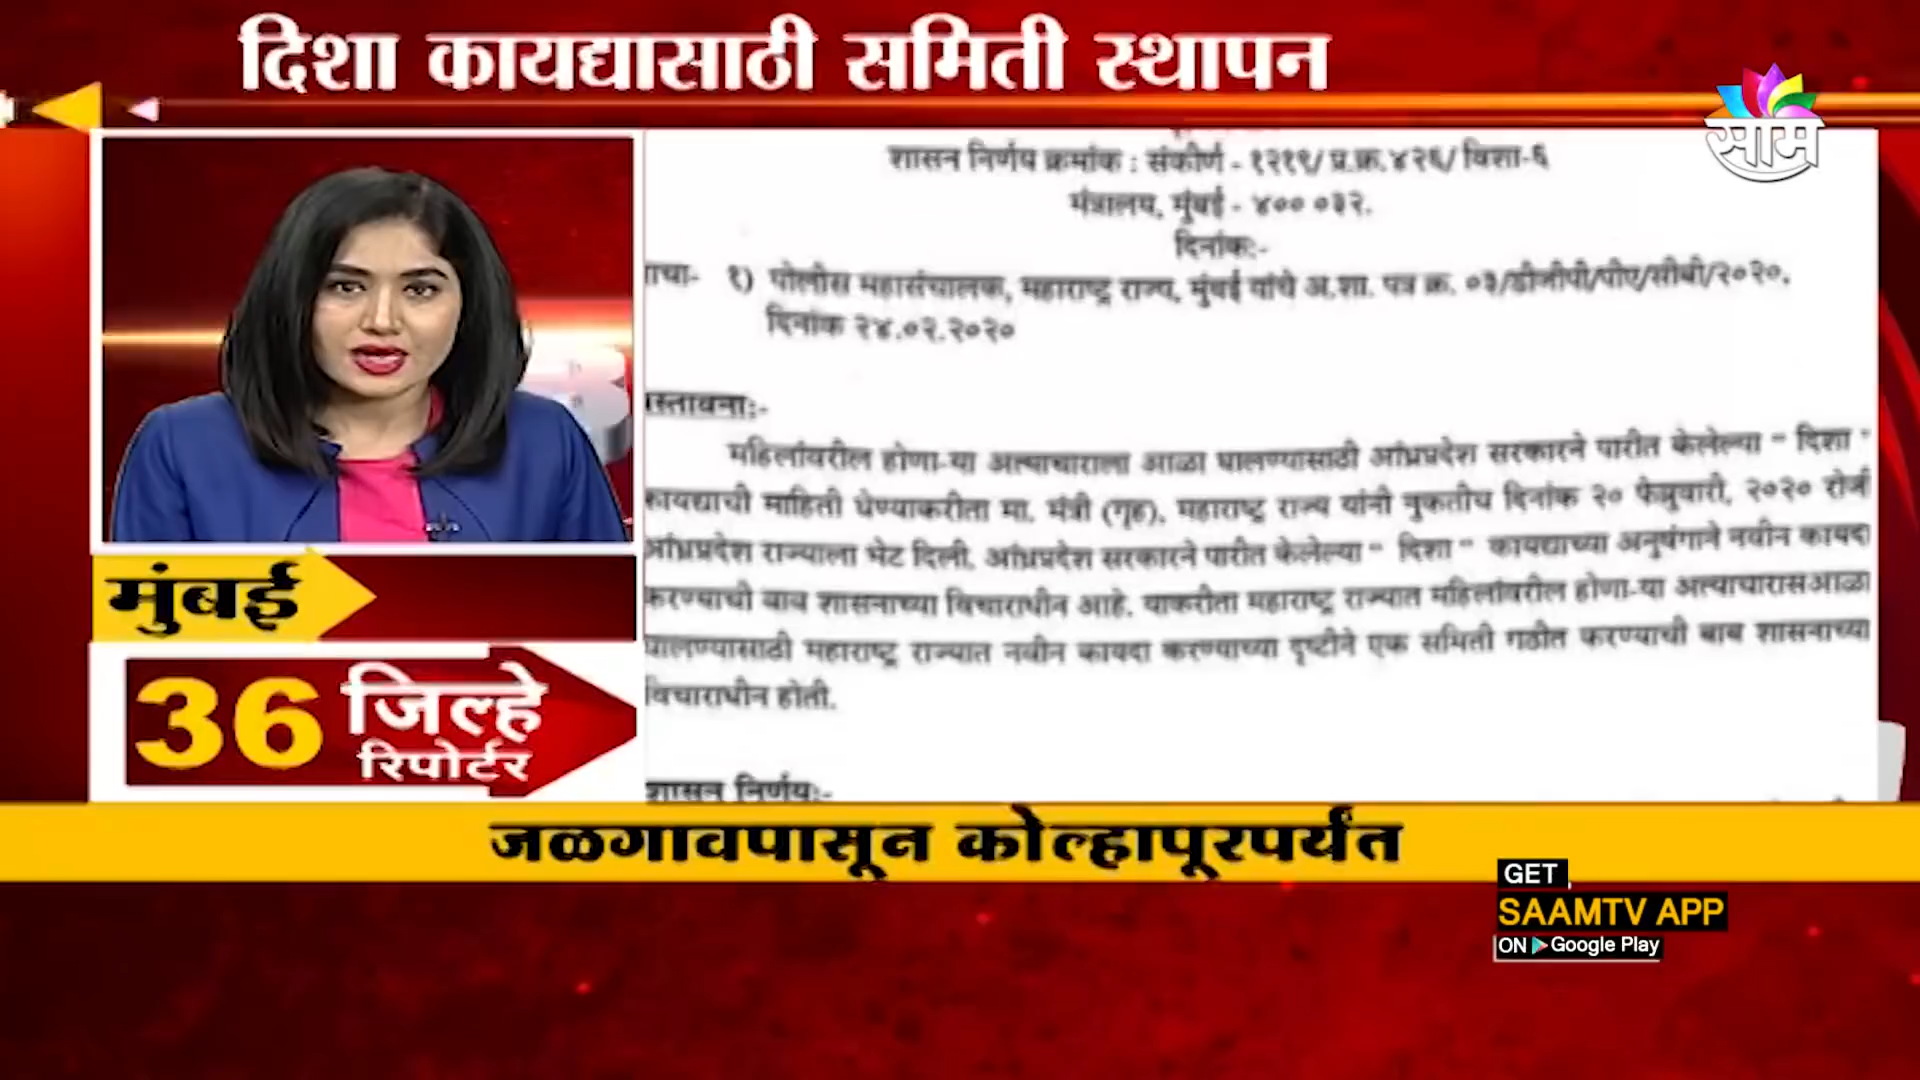 दिशा कायद्यासाठी समिती स्थापन
साम
शासन निर्णय क्रमांक : संकीर्ण - १२१९/ प्र.क्र.४२६/ विशा-६
मंत्रालय, मुंबई - ४०० ०३२.
दिनांक:-
ाचा- १) पोलीस महासंचालक, महाराष्ट्र राज्य, मुंबई यांचे अ.शा. पत्र क्र. ०३/डीजीपी/पीए/सीबी/२०२०,
दिनांक २४.०२.२०२०
स्तावना:-
महिलांवरील होणा-या अत्याचाराला आळा घालण्यासाठी आंध्रप्रदेश सरकारने पारीत केलेल्या " दिशा "
कायद्याची माहिती घेण्याकरीता मा. मंत्री (गृह), महाराष्ट्र राज्य यांनी नुकतीच दिनांक २० फेब्रुवारी, २०२० रोजी
आंध्रप्रदेश राज्याला भेट दिली. आंध्रप्रदेश सरकारने पारीत केलेल्या " दिशा " कायद्याच्या अनुषंगाने नवीन कायदा
करण्याची बाब शासनाच्या विचाराधीन आहे. याकरीता महाराष्ट्र राज्यात महिलांवरील होणा-या अत्याचारास आळा
घालण्यासाठी महाराष्ट्र राज्यात नवीन कायदा करण्याच्या दृष्टीने एक समिती गठीत करण्याची बाब शासनाच्या
विचाराधीन होती.
शासन निर्णय:-
मुंबई
36 जिल्हे
रिपोर्टर
जळगावपासून कोल्हापूरपर्यंत
GET
SAAMTV APP
ON Google Play